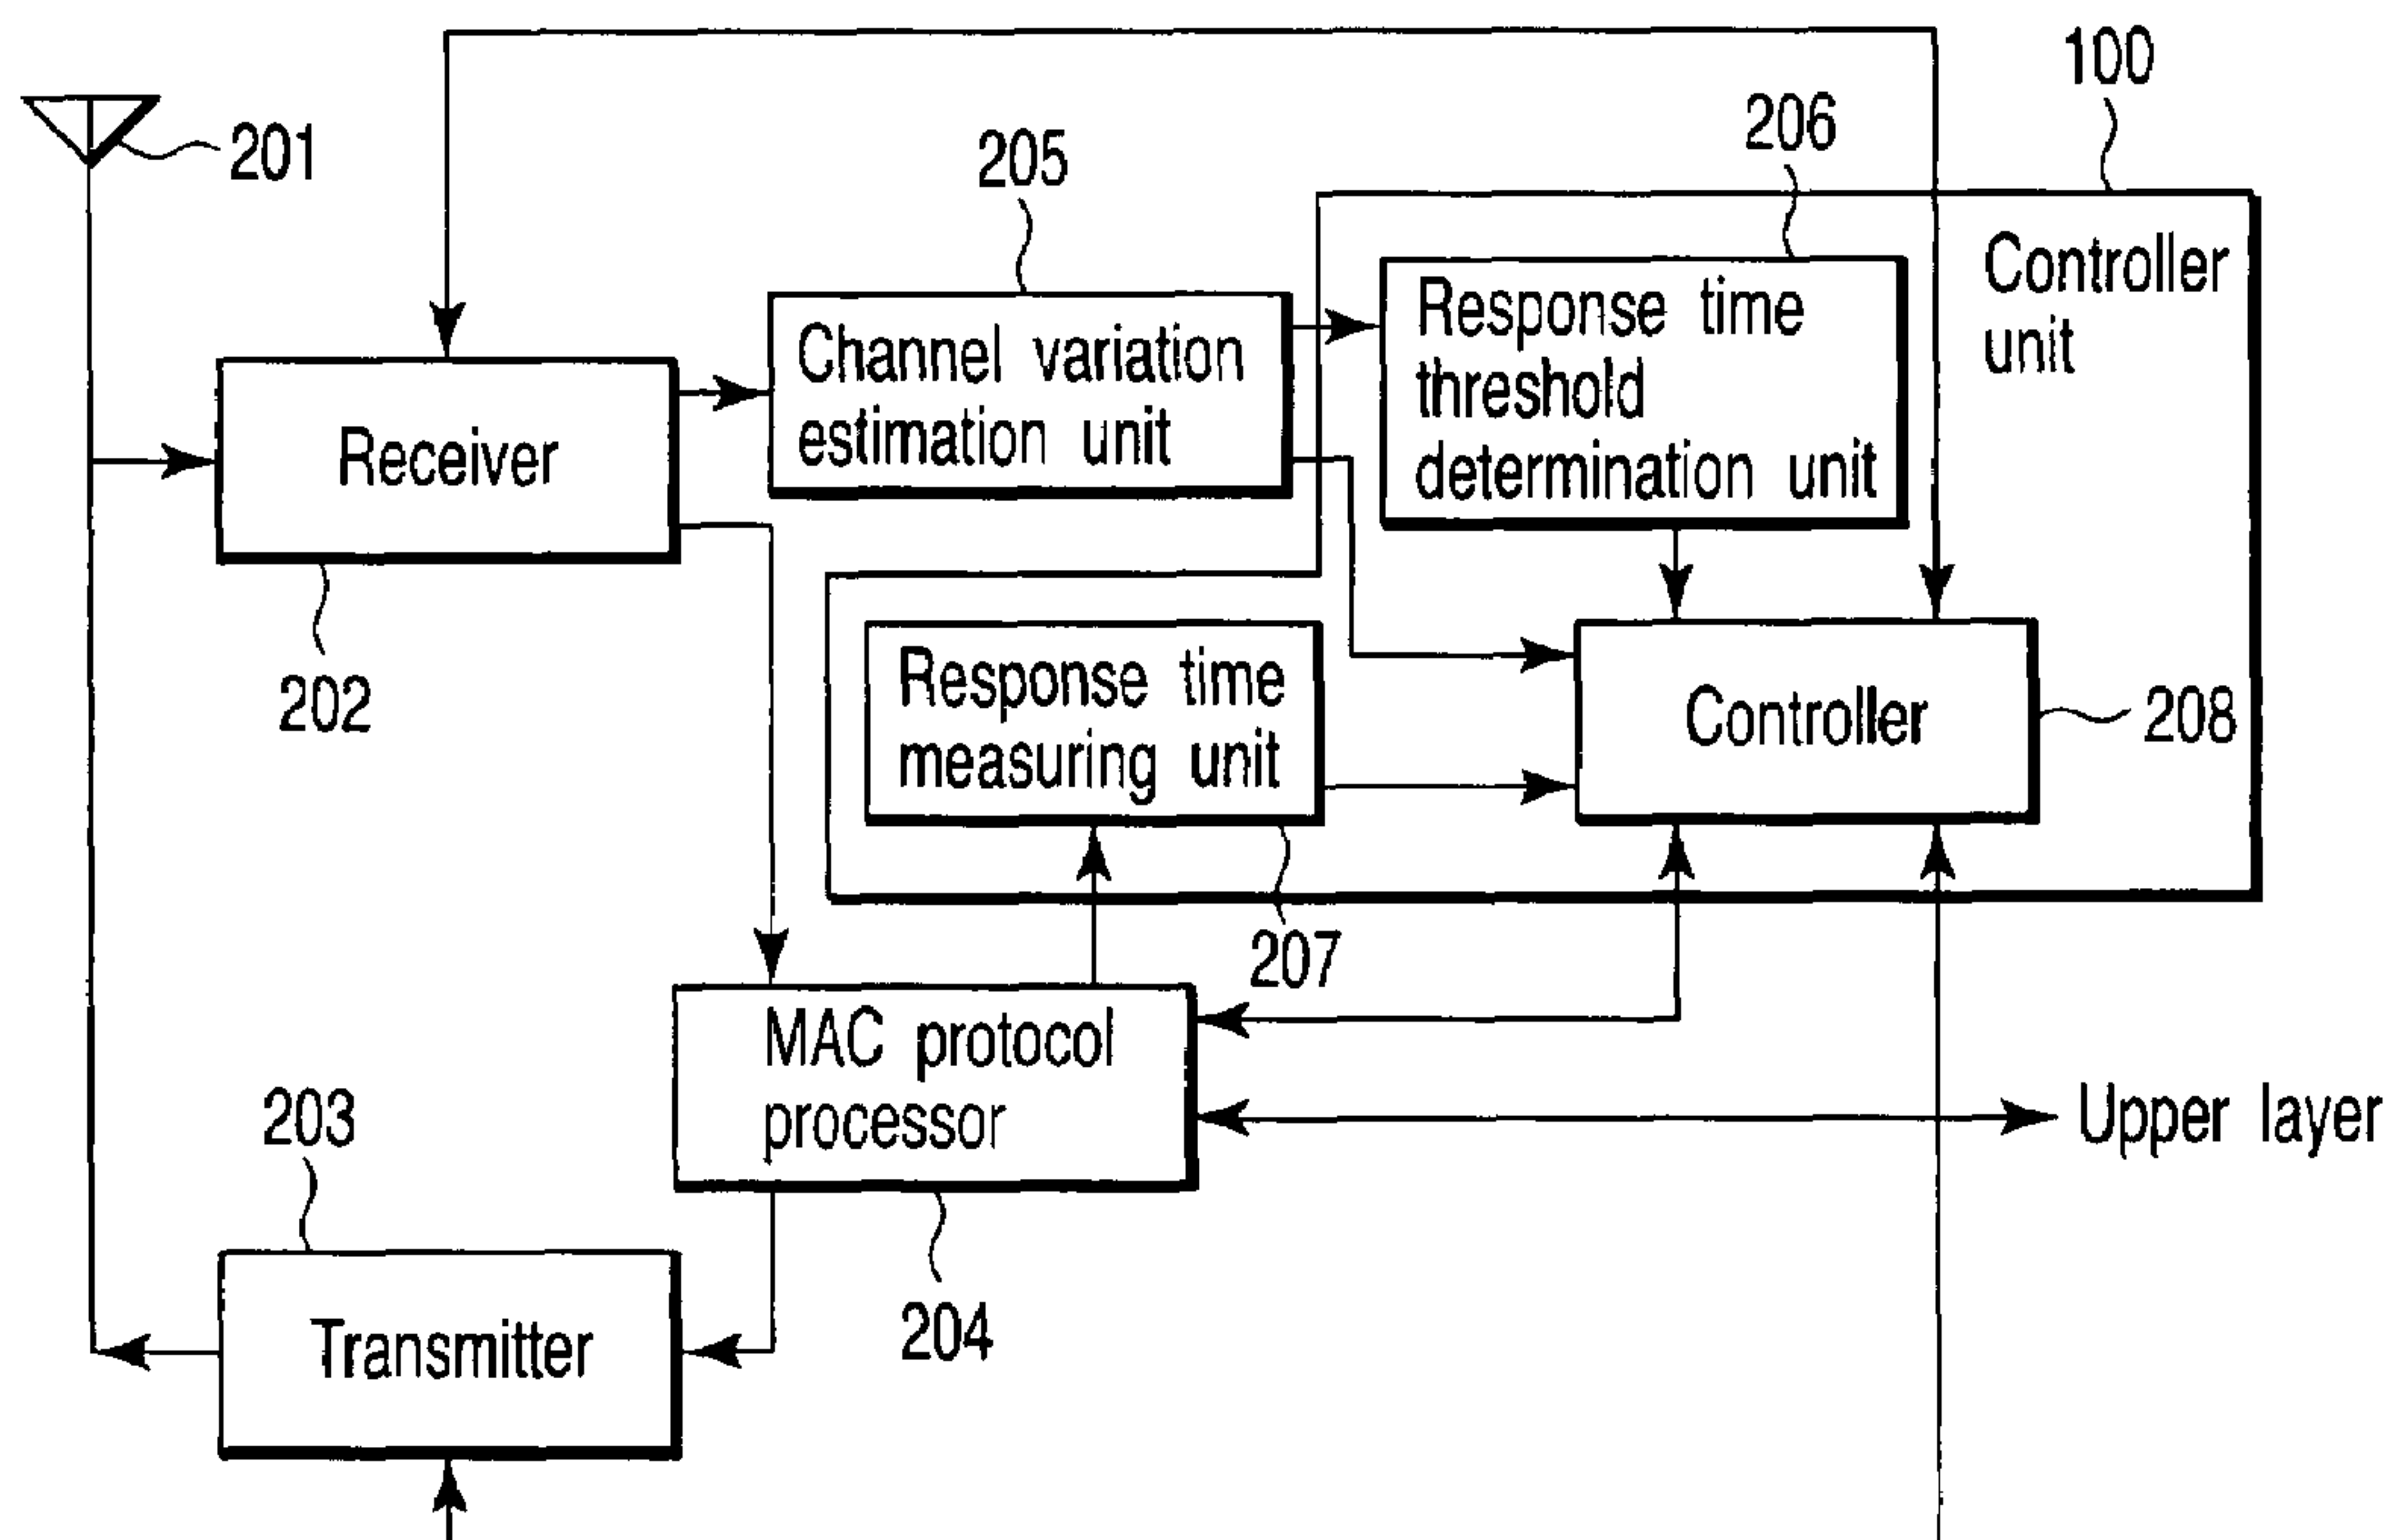 100
206
201
205
Controller
unit
Response time
threshold
determination unit
Channel variation
estimation unit
Receiver
202
Response time
measuring unit
Controller
208
207
MAC protocol
processor
203
Upper layer
204
Transmitter